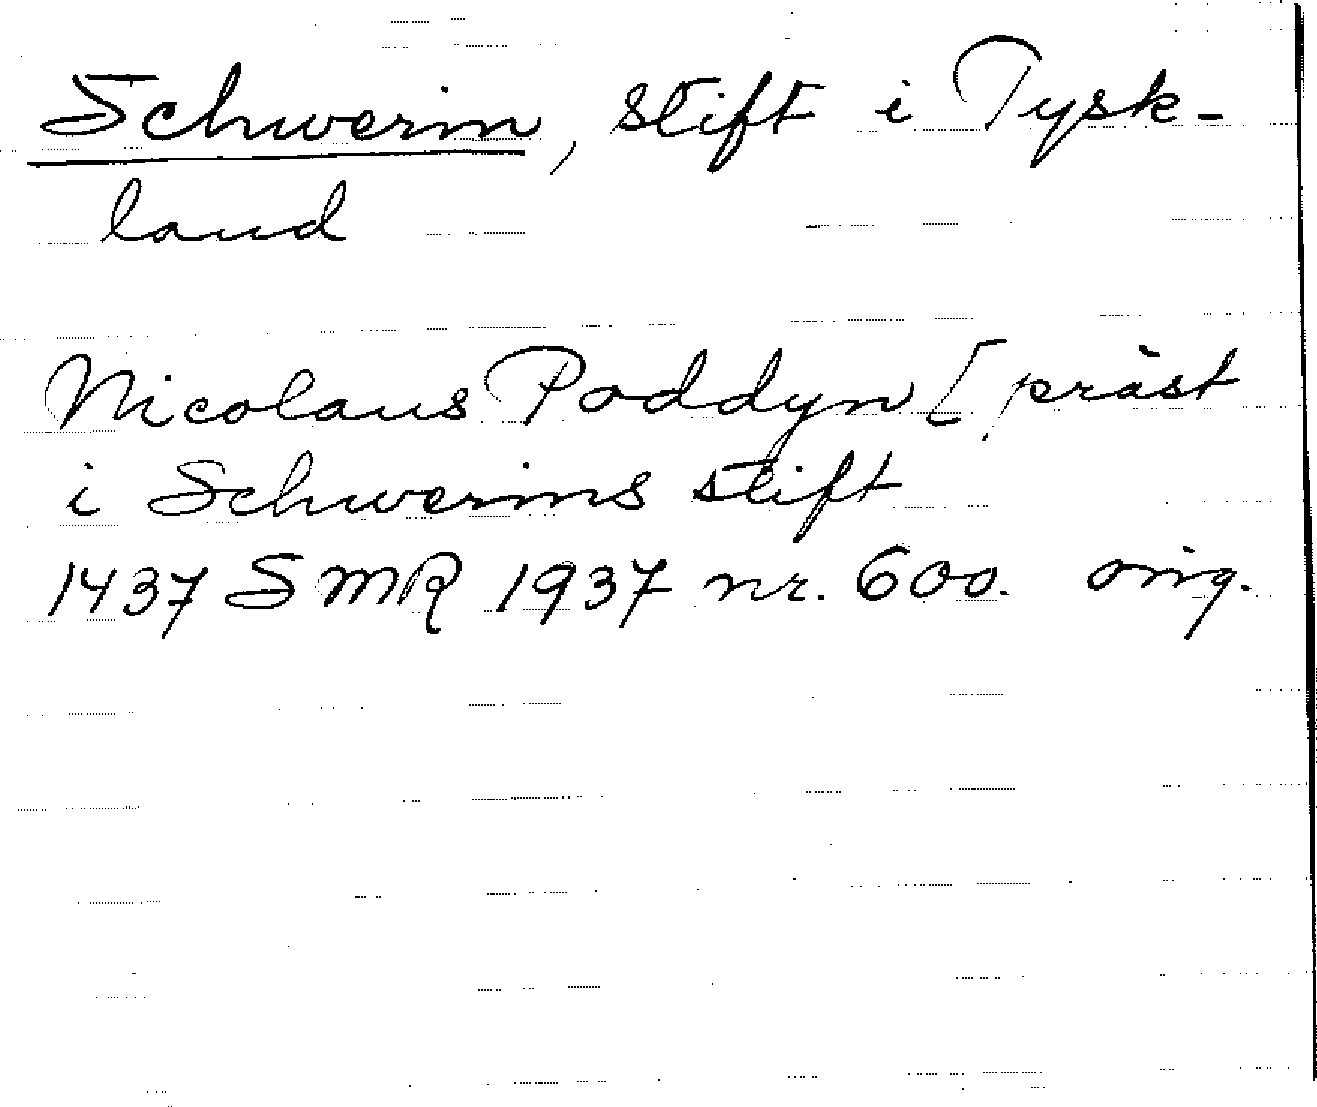 Schwerin, stift i Tysk-
land
Nicolaus Poddyn [präst
i Schwerins stift
1437 SMR 1937 nr. 600. orig.